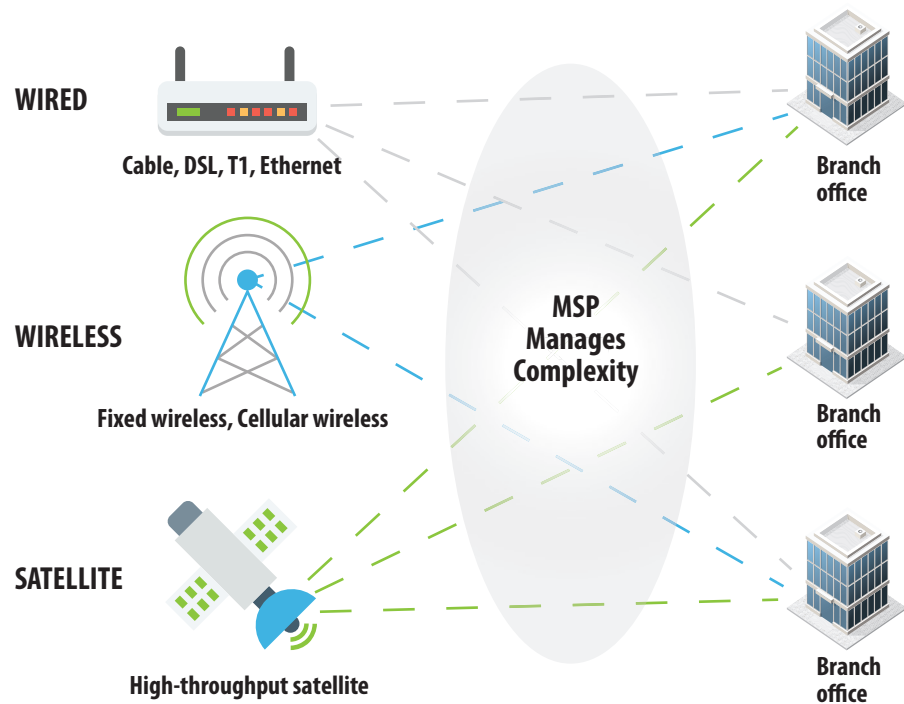 WIRED
Cable, DSL, T1, Ethernet
Branch
office
WIRELESS
Fixed wireless, Cellular wireless
MSP
Manages
Complexity
Branch
office
SATELLITE
High-throughput satellite
Branch
office